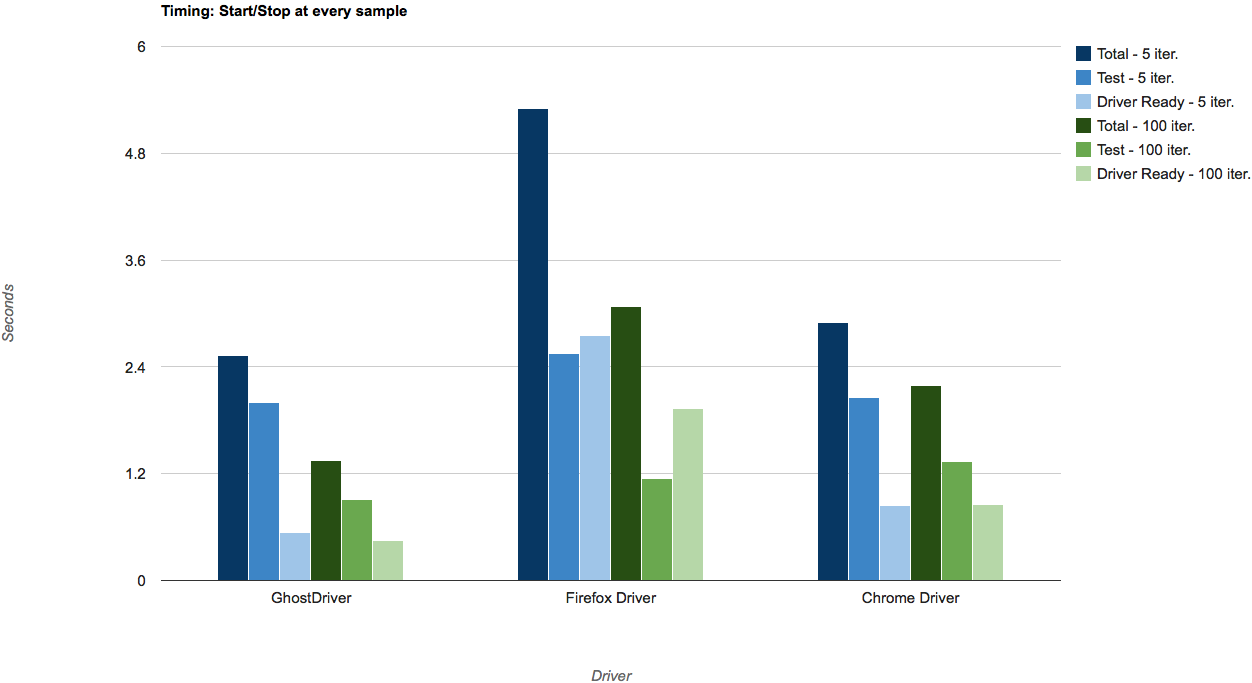 Timing: Start/Stop at every sample
6
4.8
3.6
2.4
1.2
0
Seconds
GhostDriver
Firefox Driver
Chrome Driver
Driver
Total - 5 iter.
Test - 5 iter.
Driver Ready - 5 iter.
Total - 100 iter.
Test - 100 iter.
Driver Ready - 100 iter.